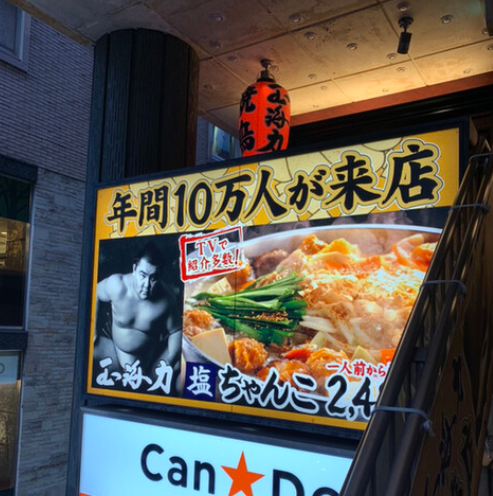 玉海力
年間10万人が来店
TVで
紹介多数!
玉海力
塩ちゃんこ
一人前から
2,4
Can★Do